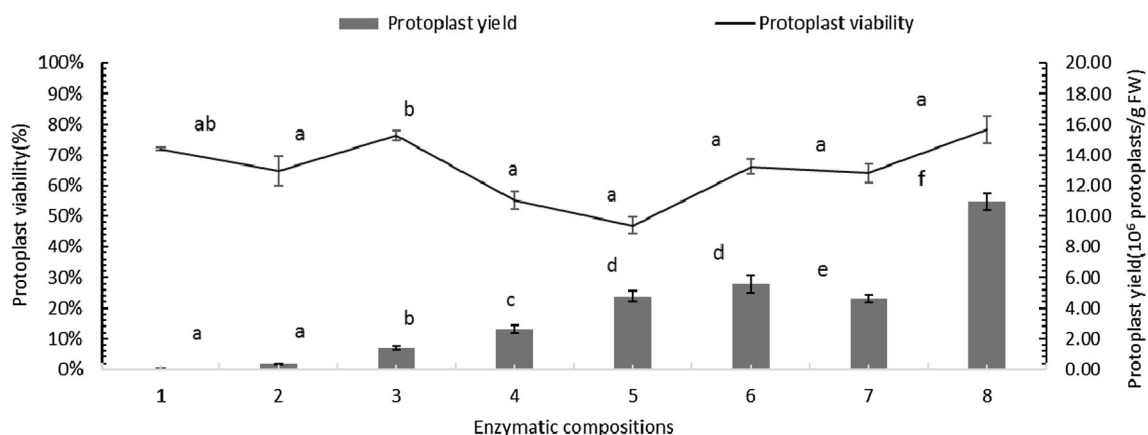 Protoplast yield Protoplast viability
100% 20.00
90% 18.00
80% 16.00
70% 14.00
60% 12.00
50% 10.00
40% 8.00
30% 6.00
20% 4.00
10% 2.00
0% 0.00
Protoplast viability(%)
Protoplast yield(10⁶ protoplasts/g FW)
ab a b a a a a a
a a b c d d e f
1 2 3 4 5 6 7 8
Enzymatic compositions